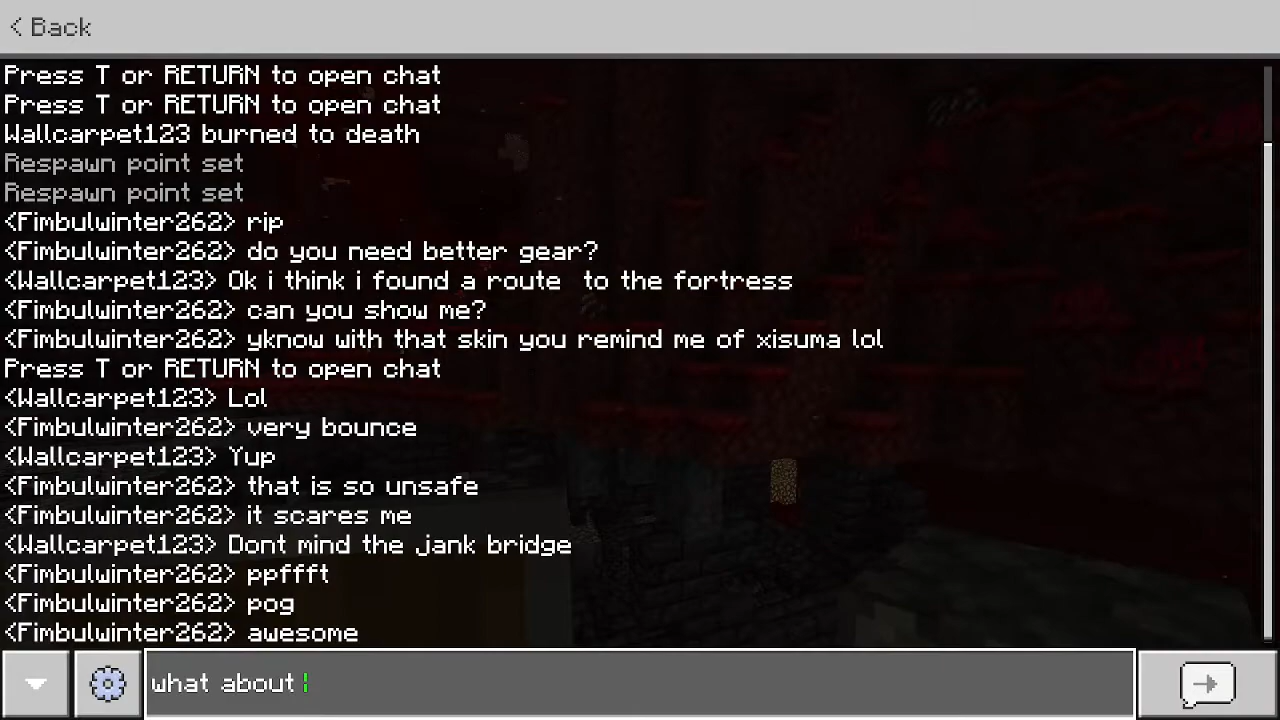 < Back
Press T or RETURN to open chat
Press T or RETURN to open chat
Wallcarpet123 burned to death
Respawn point set
Respawn point set
<Fimbulwinter262> rip
<Fimbulwinter262> do you need better gear?
<Wallcarpet123> Ok i think i found a route  to the fortress
<Fimbulwinter262> can you show me?
<Fimbulwinter262> yknow with that skin you remind me of xisuma lol
Press T or RETURN to open chat
<Wallcarpet123> Lol
<Fimbulwinter262> very bounce
<Wallcarpet123> Yup
<Fimbulwinter262> that is so unsafe
<Fimbulwinter262> it scares me
<Wallcarpet123> Dont mind the jank bridge
<Fimbulwinter262> ppffft
<Fimbulwinter262> pog
<Fimbulwinter262> awesome
what about